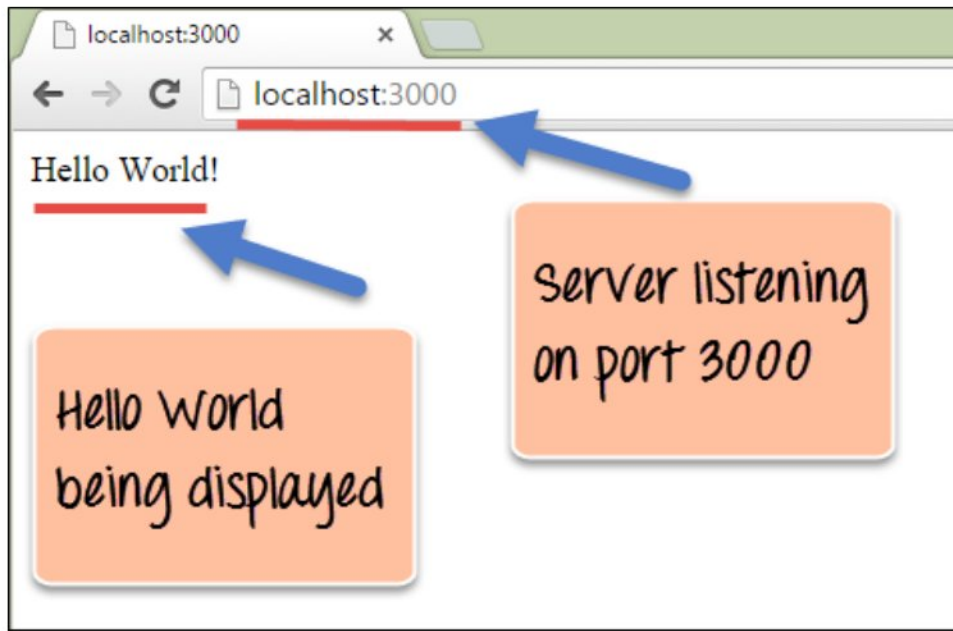 localhost:3000
localhost:3000
Hello World!
Server listening
on port 3000
Hello World
being displayed